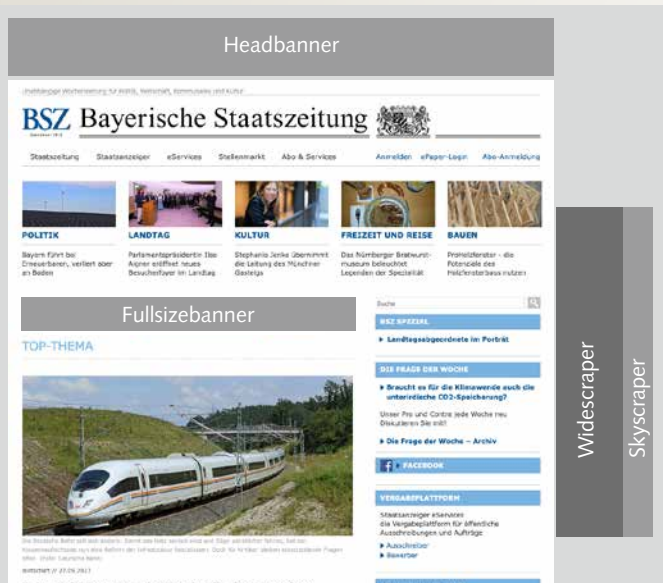 Headbanner
Unabhängige Wochenzeitung für Politik, Wirtschaft, Kommunales und Kultur
BSZ Bayerische Staatszeitung
Staatszeitung Staatsanzeiger eServices Stellenmarkt Abo & Services Anmelden ePaper-Login Abo-Anmeldung
POLITIK
Bayern führt bei
Erneuerbaren, verliert aber
an Boden
LANDTAG
Parlamentspräsidentin Ilse
Aigner eröffnet neues
Besucherfoyer im Landtag
KULTUR
Stephanie Jenke übernimmt
die Leitung des Münchner
Gasteigs
FREIZEIT UND REISE
Das Nürnberger Bratwurst-
museum beleuchtet
Legenden der Spezialität
BAUEN
ProHolzfenster - die
Potenziale des
Holzfensterbaus nutzen
Fullsizebanner
TOP-THEMA
Suche
BSZ SPEZIAL
Landtagsabgeordnete im Porträt
DIE FRAGE DER WOCHE
Braucht es für die Klimawende auch die
unterirdische CO2-Speicherung?
Unser Pro und Contra jede Woche neu
Diskutieren Sie mit!
Die Frage der Woche – Archiv
f FACEBOOK
VERGABEPLATTFORM
Staatsanzeiger eServices
die Vergabeplattform für öffentliche
Ausschreibungen und Aufträge
Ausschreiber
Bewerber
Widescraper
Skyscraper